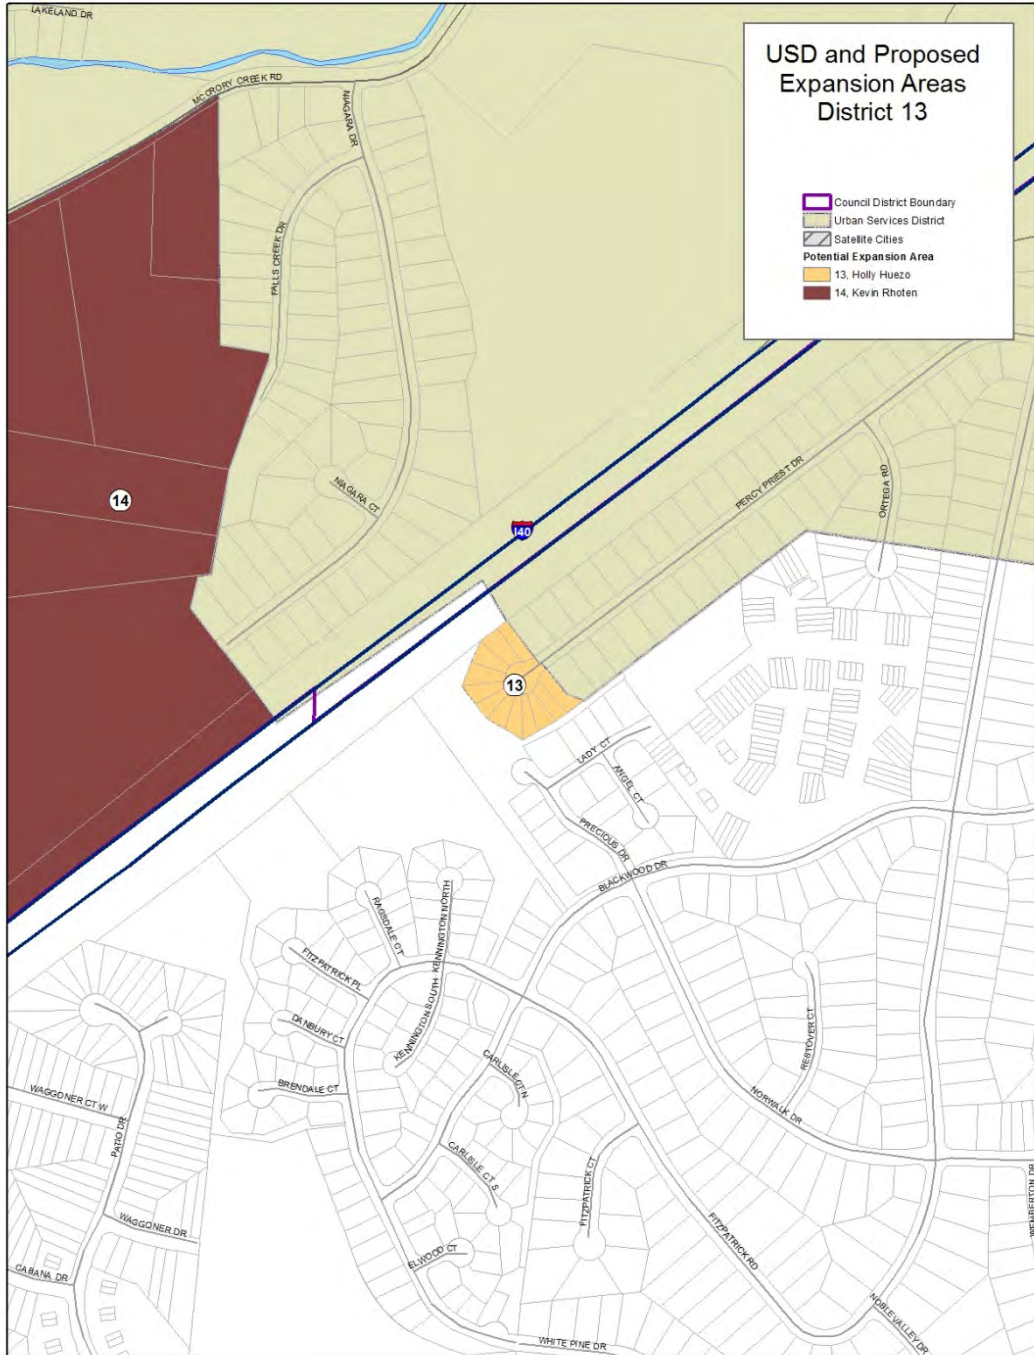 USD and Proposed
Expansion Areas
District 13
Council District Boundary
Urban Services District
Satellite Cities
Potential Expansion Area
13, Holly Huezo
14, Kevin Rhoten
LAKELAND DR
MCCRORY CREEK RD
NIAGARA DR
FALLS CREEK DR
NIAGARA CT
14
I40
PERCY PRIEST DR
ORTEGA RD
13
LADY CT
ANGEL CT
PRECIOUS DR
BLACKWOOD DR
RAGSDALE CT
KENNINGTON NORTH
KENNINGTON SOUTH
FITZPATRICK PL
DANBURY CT
BRENDALE CT
CARLISLE CT N
RESTOVER CT
NORWALK DR
WAGGONER CT W
PATIO DR
WAGGONER DR
CABANA DR
CARLISLE CT S
FITZPATRICK CT
FITZPATRICK RD
WEMBERTON DR
ELWOOD CT
WHITE PINE DR
NOBLE VALLEY DR